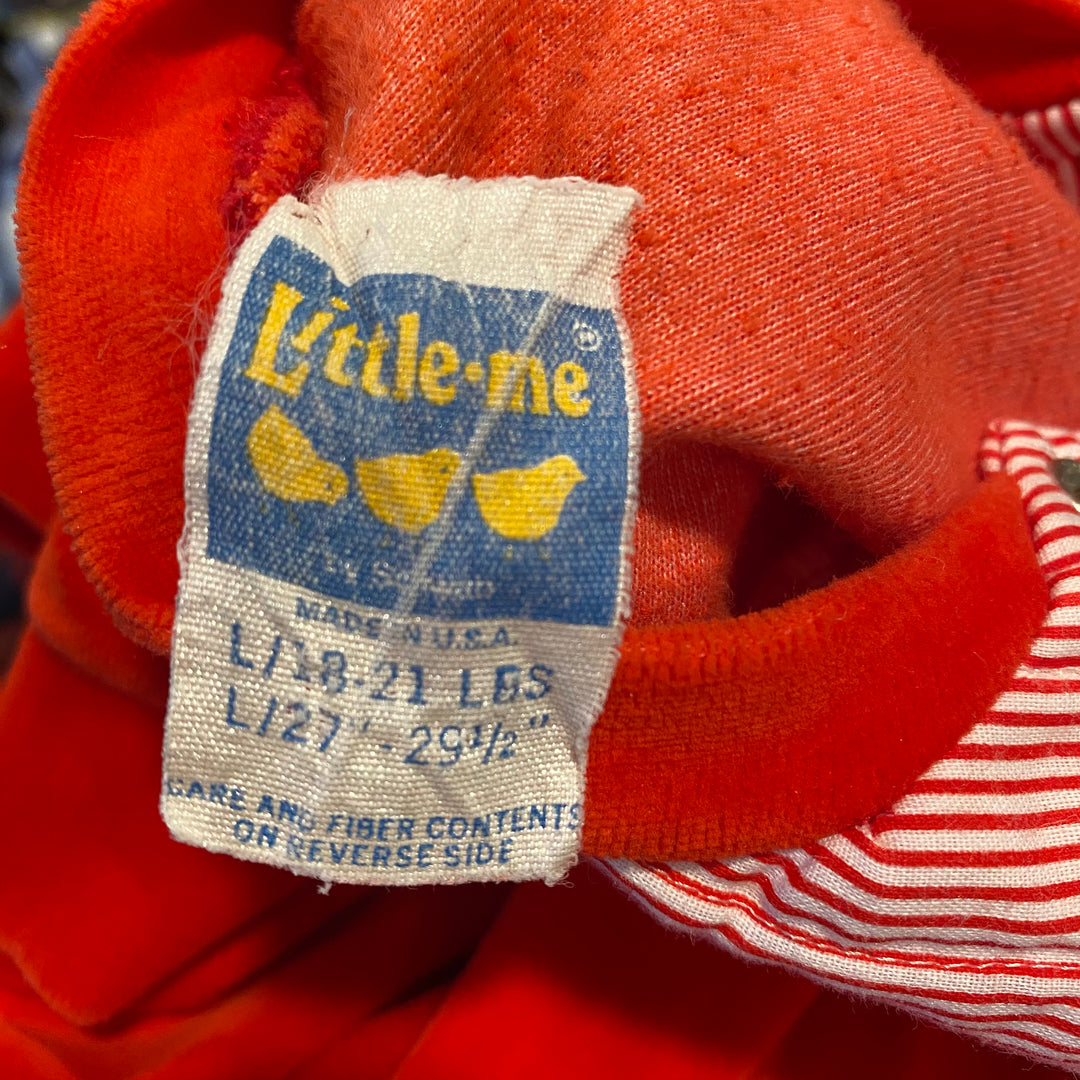 Little·me®
MADE IN U.S.A.
L/18-21 LBS
L/27"-29½"
CARE AND FIBER CONTENTS
ON REVERSE SIDE